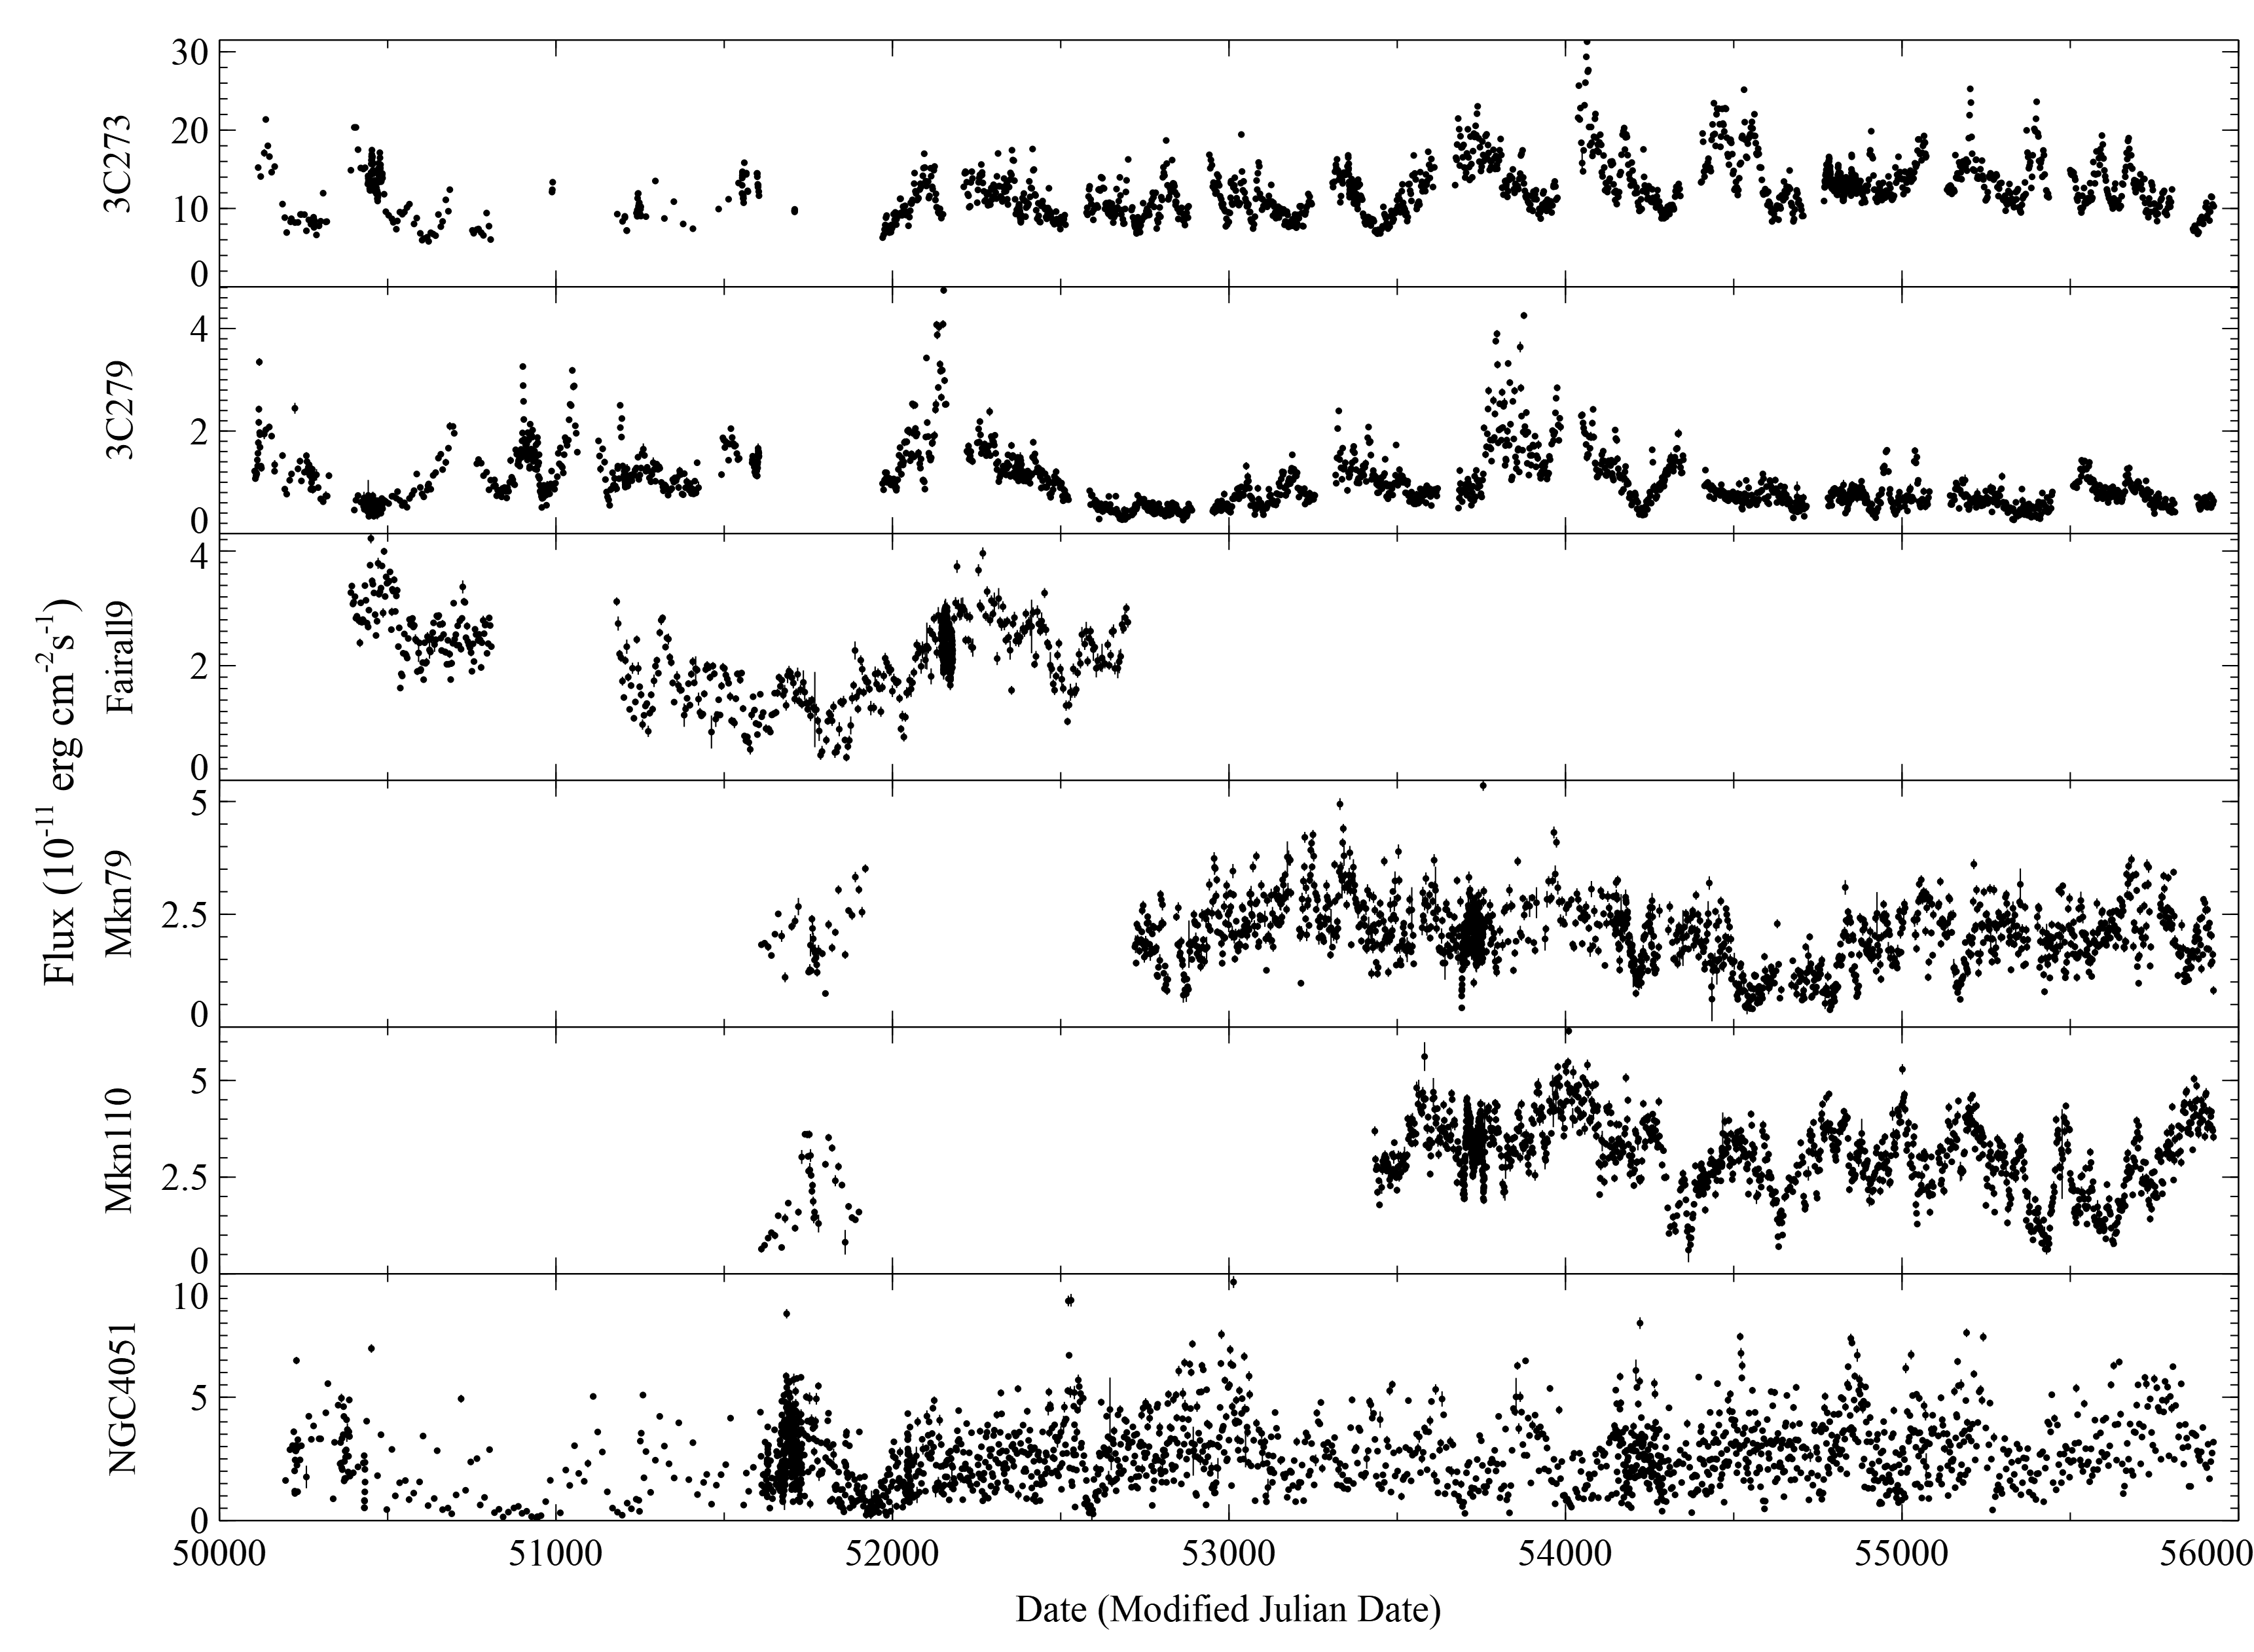 Flux (10-11 erg cm-2s-1)
3C273
30
20
10
0
3C279
4
2
0
Fairall9
4
2
0
Mkn79
5
2.5
0
Mkn110
5
2.5
0
NGC4051
10
5
0
50000 51000 52000 53000 54000 55000 56000
Date (Modified Julian Date)